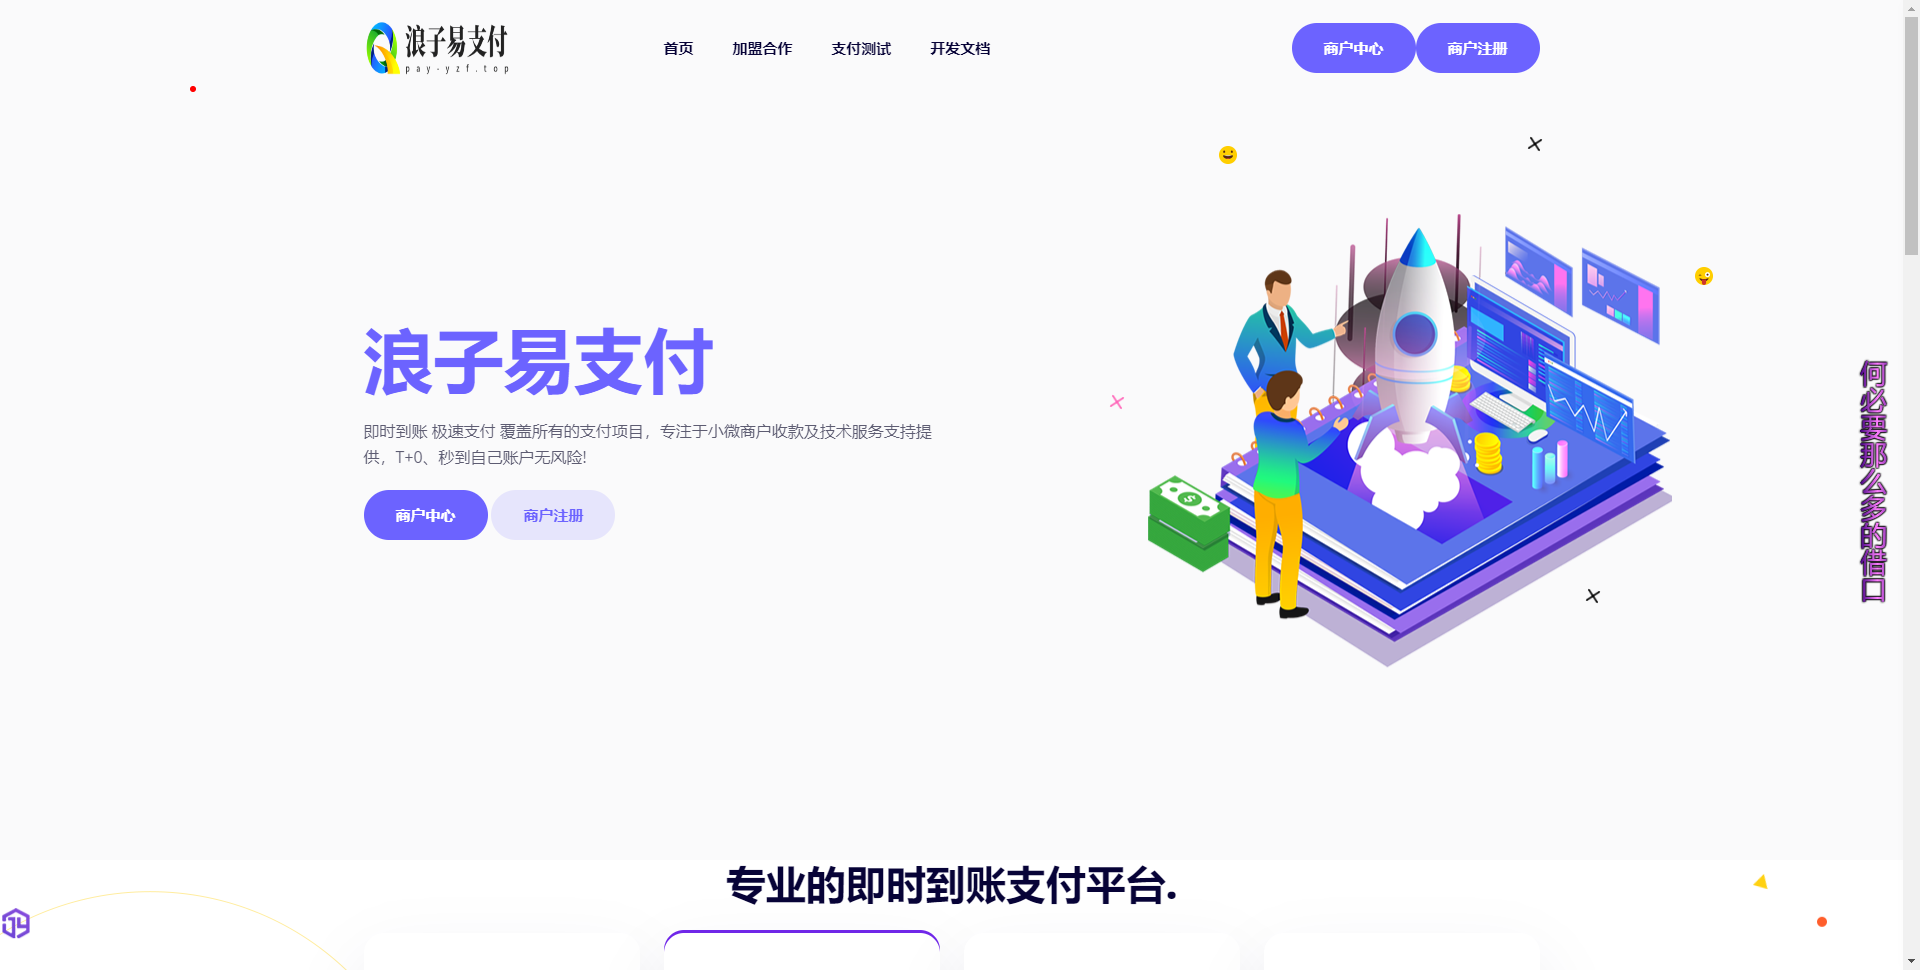 浪子易支付
pay-yzf.top
首页
加盟合作
支付测试
开发文档
商户中心
商户注册
浪子易支付
即时到账 极速支付 覆盖所有的支付项目，专注于小微商户收款及技术服务支持提
供，T+0、秒到自己账户无风险!
商户中心
商户注册
何必要那么多的借口
专业的即时到账支付平台.